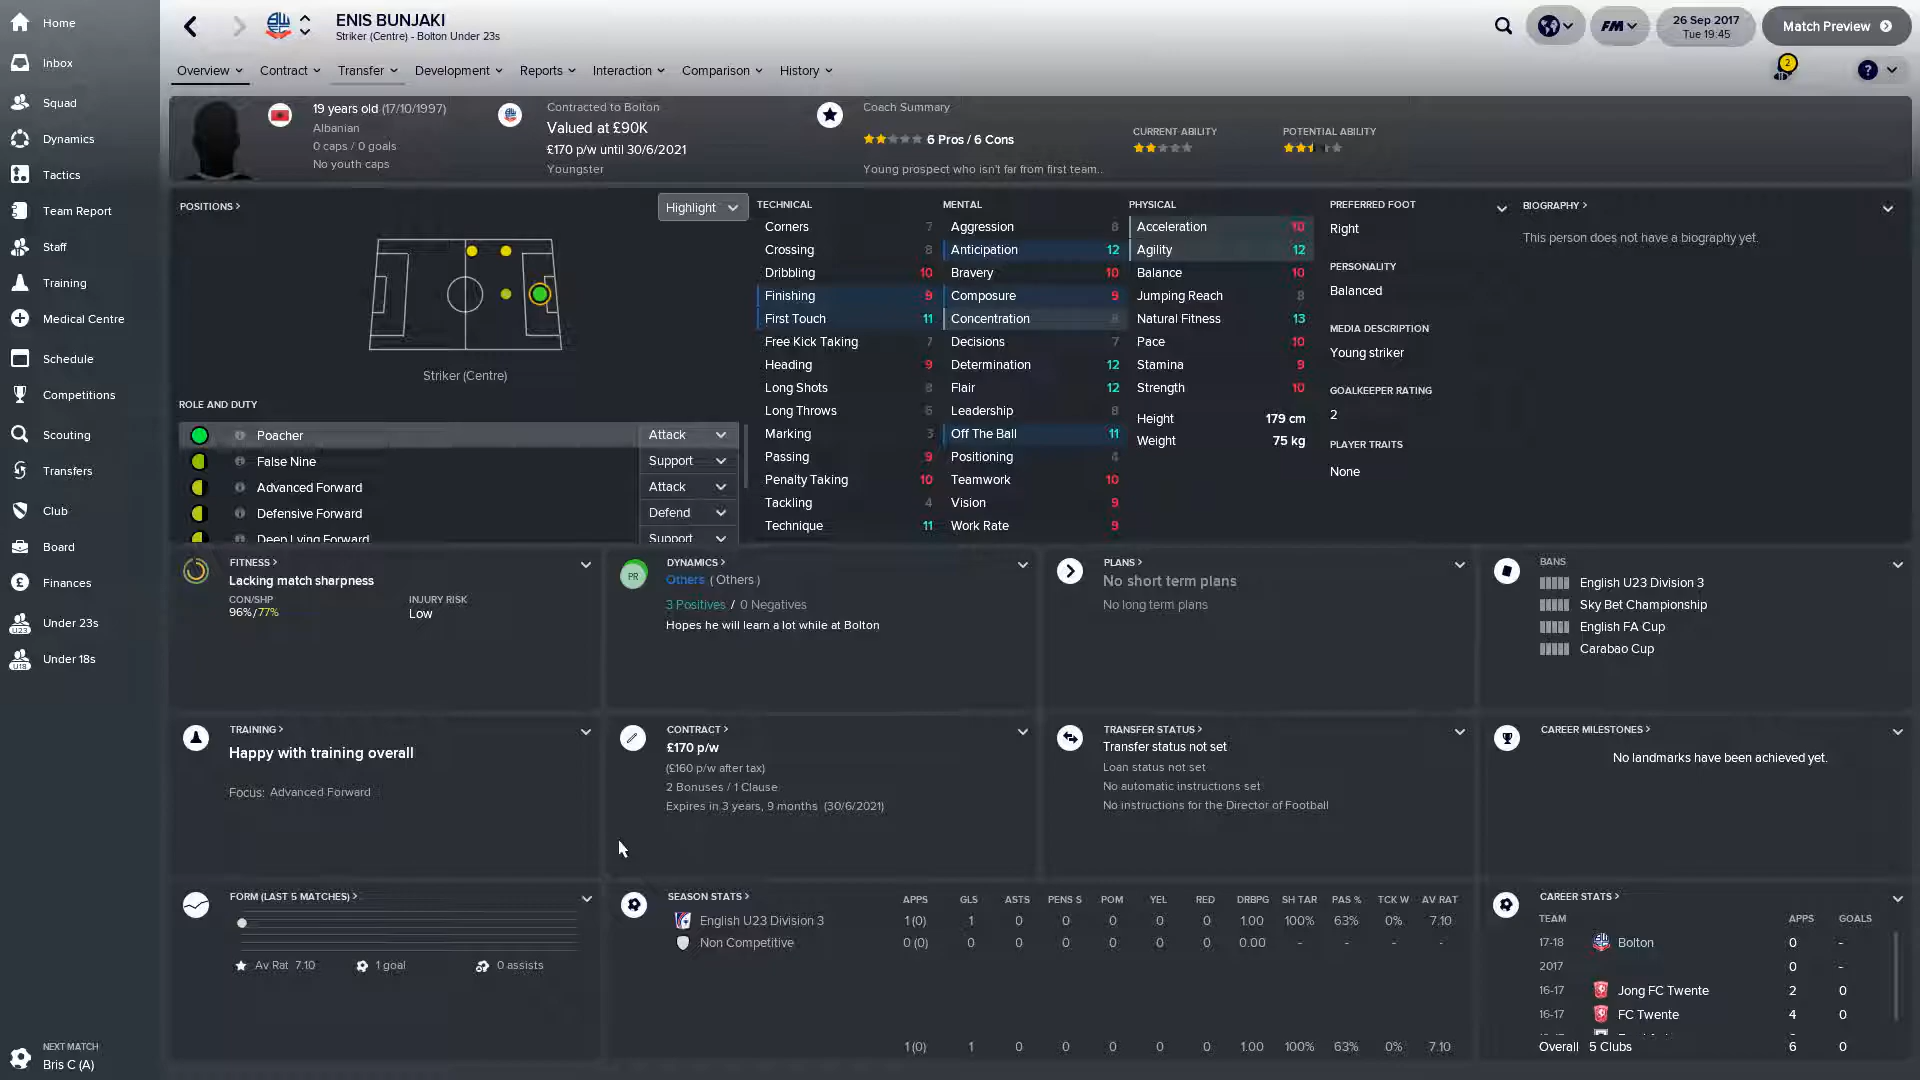 Home
Inbox
Squad
Dynamics
Tactics
Team Report
Staff
Training
Medical Centre
Schedule
Competitions
Scouting
Transfers
Club
Board
Finances
Under 23s
Under 18s
NEXT MATCH
Bris C (A)
ENIS BUNJAKI
Striker (Centre) - Bolton Under 23s
FM
26 Sep 2017
Tue 19:45
Match Preview
Overview Contract Transfer Development Reports Interaction Comparison History
2
?
19 years old (17/10/1997)
Albanian
0 caps / 0 goals
No youth caps
Contracted to Bolton
Valued at £90K
£170 p/w until 30/6/2021
Youngster
Coach Summary
6 Pros / 6 Cons
Young prospect who isn't far from first team..
CURRENT ABILITY
POTENTIAL ABILITY
POSITIONS >
Highlight
Striker (Centre)
ROLE AND DUTY
Poacher Attack
False Nine Support
Advanced Forward Attack
Defensive Forward Defend
Deep Lying Forward Support
TECHNICAL
Corners 7
Crossing 8
Dribbling 10
Finishing 9
First Touch 11
Free Kick Taking 7
Heading 9
Long Shots 8
Long Throws 6
Marking 3
Passing 9
Penalty Taking 10
Tackling 4
Technique 11
MENTAL
Aggression 8
Anticipation 12
Bravery 10
Composure 9
Concentration 8
Decisions 7
Determination 12
Flair 12
Leadership 8
Off The Ball 11
Positioning 4
Teamwork 10
Vision 9
Work Rate 9
PHYSICAL
Acceleration 10
Agility 12
Balance 10
Jumping Reach 8
Natural Fitness 13
Pace 10
Stamina 9
Strength 10
Height 179 cm
Weight 75 kg
PREFERRED FOOT
Right
PERSONALITY
Balanced
MEDIA DESCRIPTION
Young striker
GOALKEEPER RATING
2
PLAYER TRAITS
None
BIOGRAPHY >
This person does not have a biography yet.
FITNESS >
Lacking match sharpness
CON/SHP
96%/77%
INJURY RISK
Low
PR
DYNAMICS >
Others ( Others )
3 Positives / 0 Negatives
Hopes he will learn a lot while at Bolton
PLANS >
No short term plans
No long term plans
BANS
English U23 Division 3
Sky Bet Championship
English FA Cup
Carabao Cup
TRAINING >
Happy with training overall
Focus: Advanced Forward
CONTRACT >
£170 p/w
(£160 p/w after tax)
2 Bonuses / 1 Clause
Expires in 3 years, 9 months (30/6/2021)
TRANSFER STATUS >
Transfer status not set
Loan status not set
No automatic instructions set
No instructions for the Director of Football
CAREER MILESTONES >
No landmarks have been achieved yet.
FORM (LAST 5 MATCHES) >
Av Rat 7.10 1 goal 0 assists
SEASON STATS > APPS GLS ASTS PENS S POM YEL RED DRBPG SH TAR PAS % TCK W AV RAT
English U23 Division 3 1 (0) 1 0 0 0 0 0 1.00 100% 63% 0% 7.10
Non Competitive 0 (0) 0 0 0 0 0 0 0.00 - - - -
1 (0) 1 0 0 0 0 0 1.00 100% 63% 0% 7.10
CAREER STATS >
TEAM APPS GOALS
17-18 Bolton 0 -
2017 0 -
16-17 Jong FC Twente 2 0
16-17 FC Twente 4 0
Overall 5 Clubs 6 0